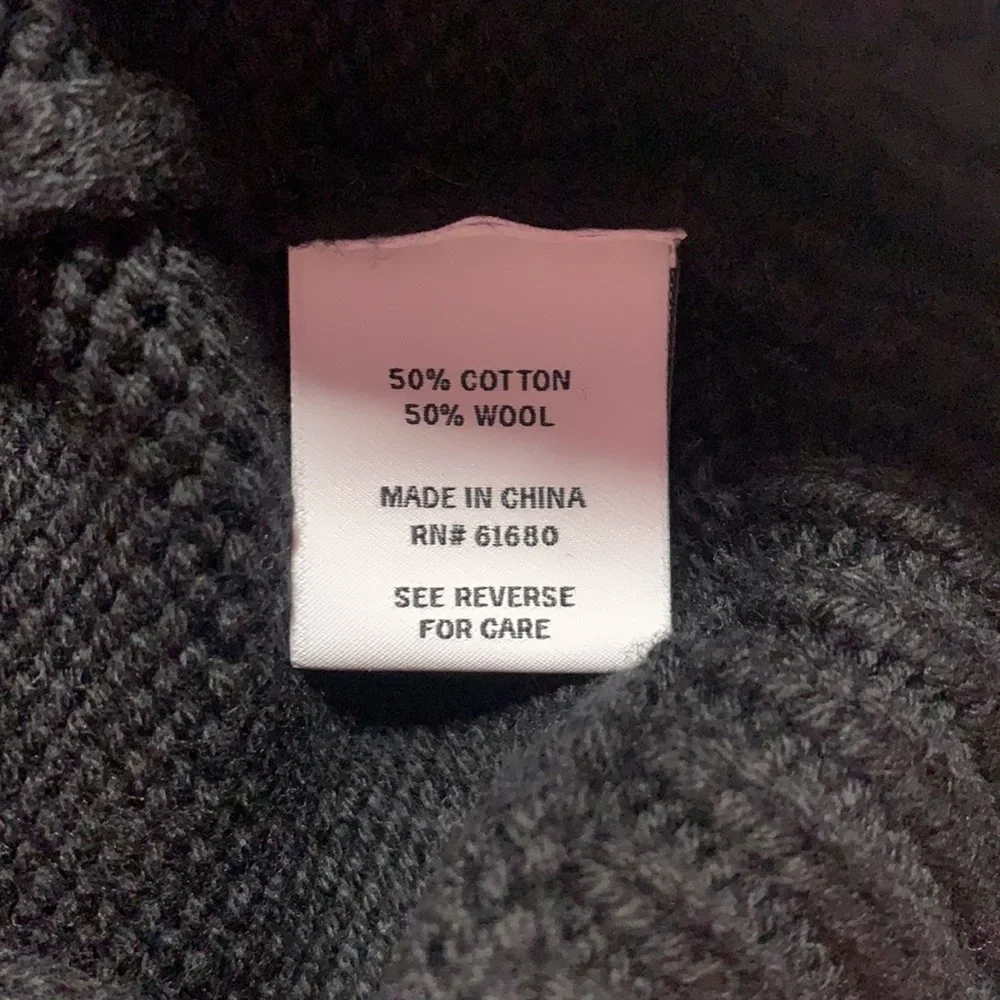 50% COTTON
50% WOOL
MADE IN CHINA
RN# 61680
SEE REVERSE
FOR CARE